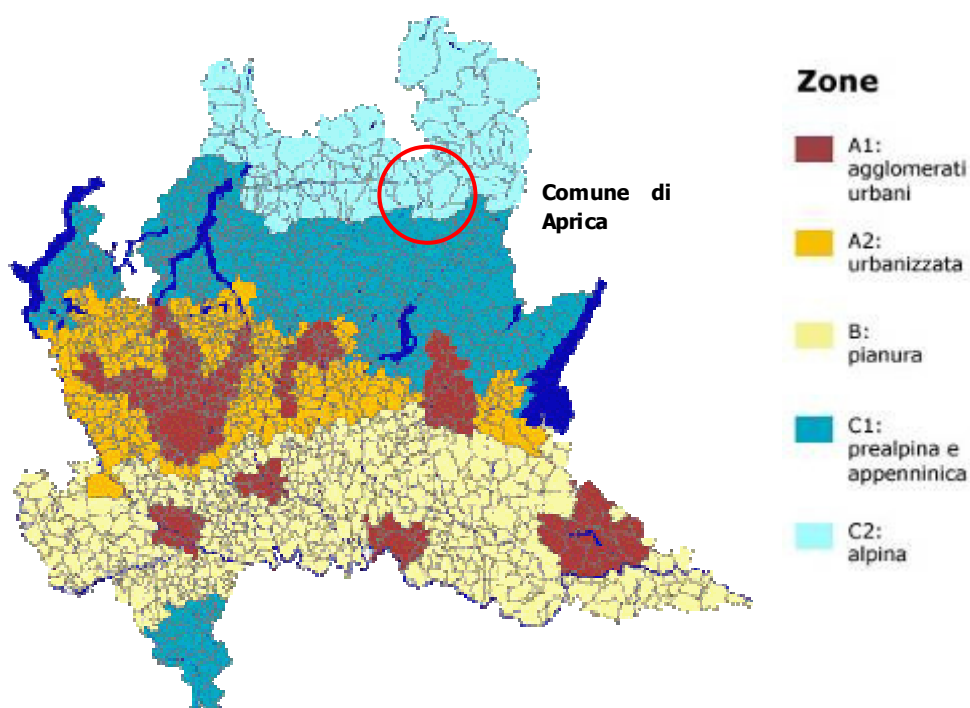 Zone
A1:
agglomerati
urbani
A2:
urbanizzata
B:
pianura
C1:
prealpina e
appenninica
C2:
alpina
Comune di
Aprica